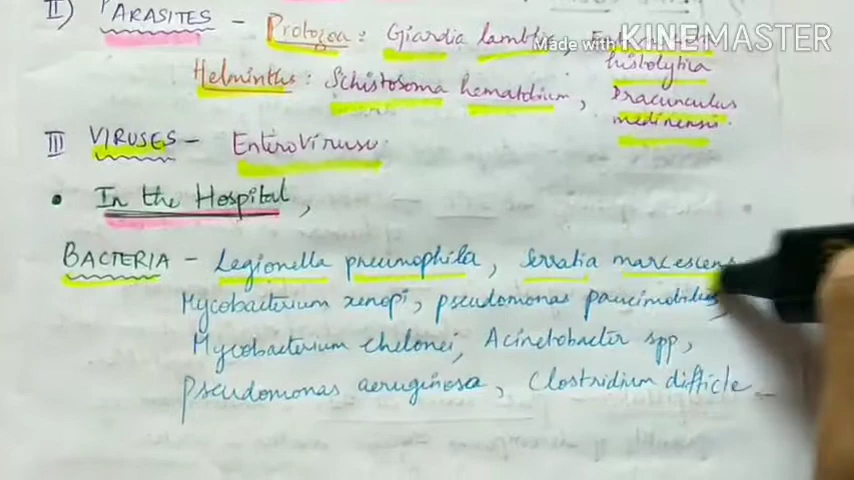 II) PARASITES - Protozoa : Giardia lamblia,
Made with KINEMASTER
histolytica
Helminths : Schistosoma hematobium, Dracunculus
medinensis.
III VIRUSES - Enterovirus
• In the Hospital,
BACTERIA - Legionella pneumophila, Serratia marcescens
Mycobacterium xenopi, pseudomonas paucimobilis,
Mycobacterium chelonei, Acinetobacter spp,
Pseudomonas aeruginosa, Clostridium difficle